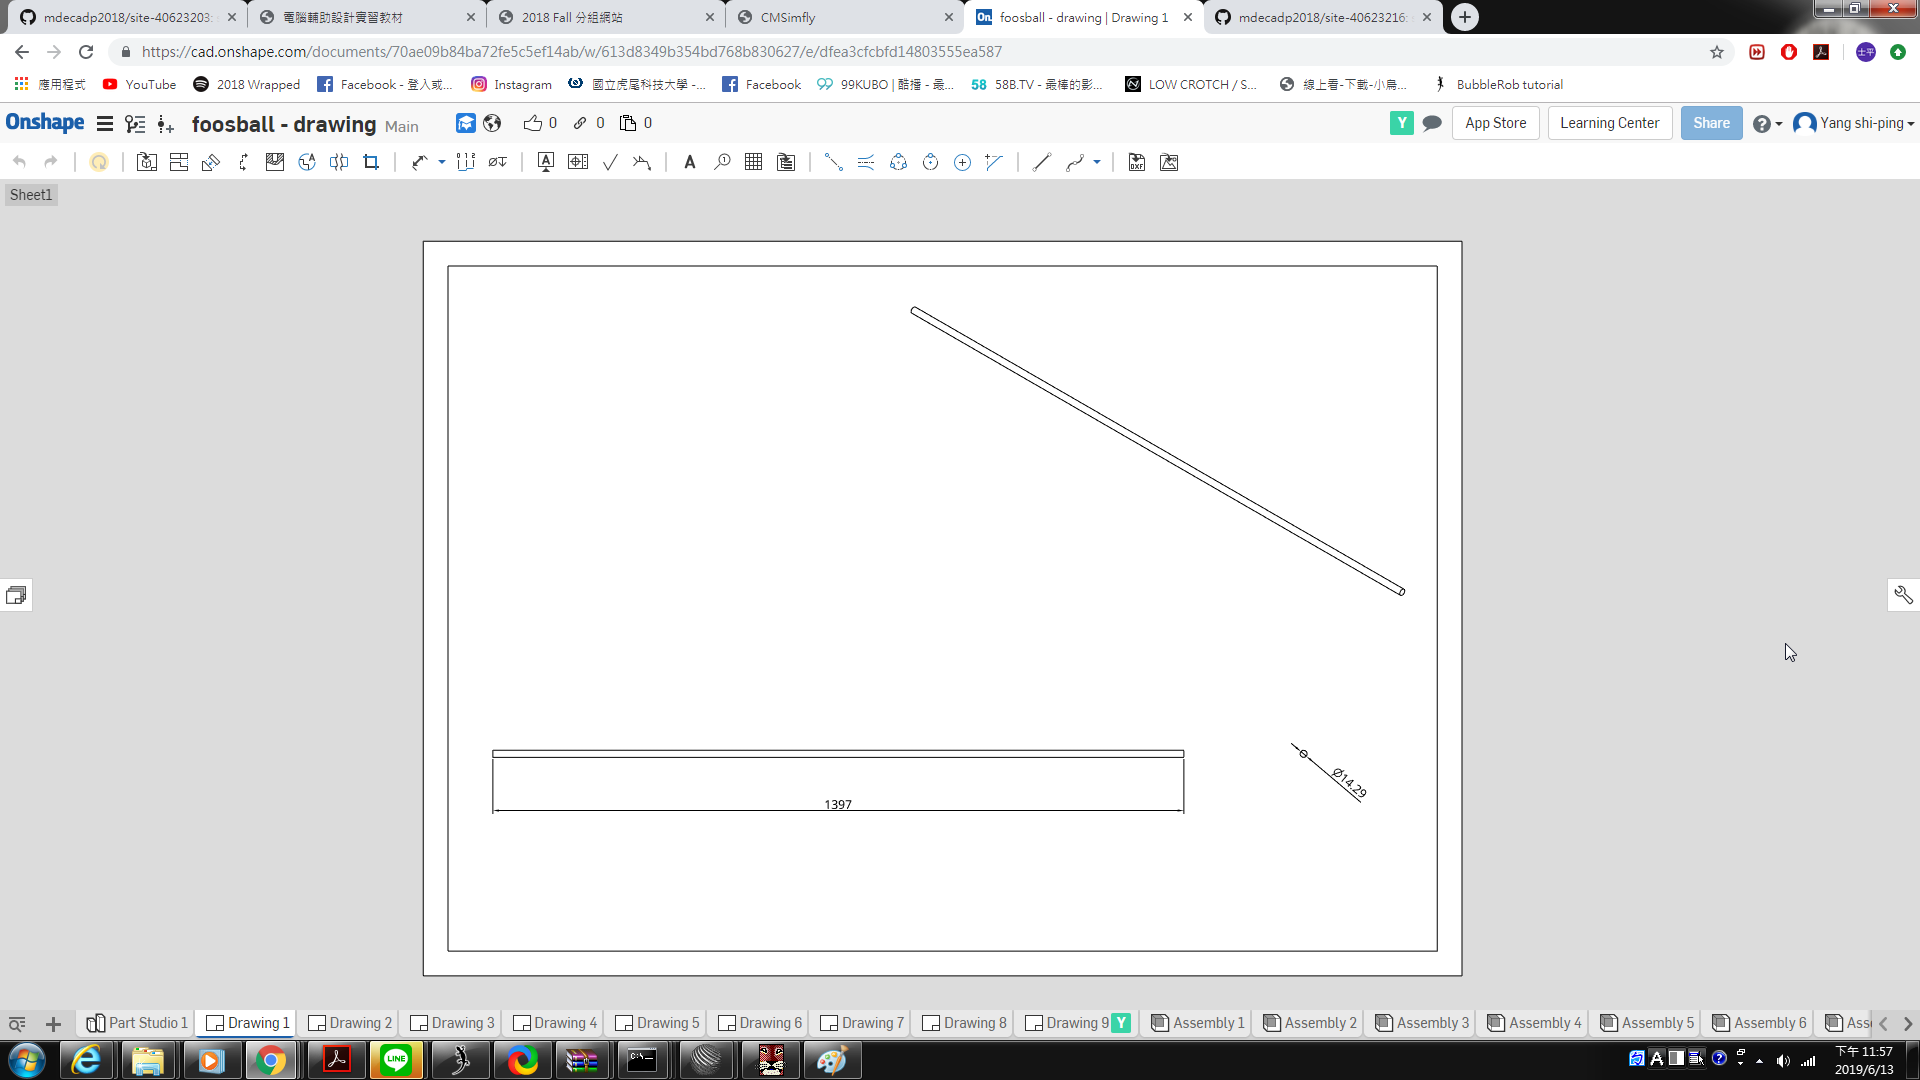 mdecadp2018/site-40623203:
電腦輔助設計實習教材
2018 Fall 分組網站
CMSimfly
foosball - drawing | Drawing 1
mdecadp2018/site-40623216:
https://cad.onshape.com/documents/70ae09b84ba72fe5c5ef14ab/w/613d8349b354bd768b830627/e/dfea3cfcbfd14803555ea587
應用程式
YouTube
2018 Wrapped
Facebook - 登入或...
Instagram
國立虎尾科技大學 -...
Facebook
99KUBO | 酷播 - 最...
58B.TV - 最棒的影...
LOW CROTCH / S...
線上看-下載-小鳥...
BubbleRob tutorial
Onshape
foosball - drawing Main
0
0
0
Y
App Store
Learning Center
Share
Yang shi-ping
Sheet1
1397
Ø14.29
Part Studio 1
Drawing 1
Drawing 2
Drawing 3
Drawing 4
Drawing 5
Drawing 6
Drawing 7
Drawing 8
Drawing 9 Y
Assembly 1
Assembly 2
Assembly 3
Assembly 4
Assembly 5
Assembly 6
Ass
LINE
下午 11:57
2019/6/13